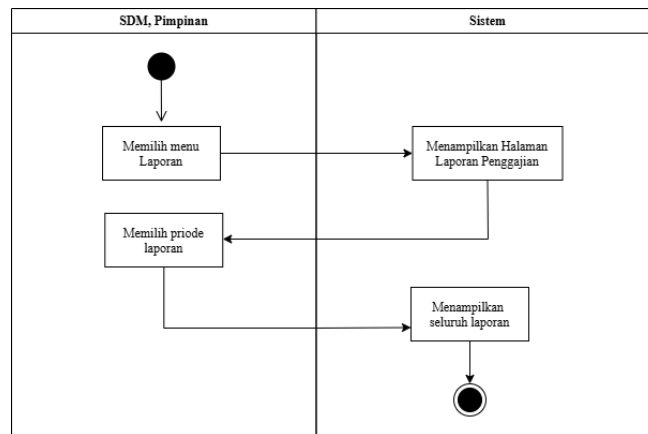 SDM, Pimpinan
Sistem
Memilih menu
Laporan
Menampilkan Halaman
Laporan Penggajian
Memilih priode
laporan
Menampilkan
seluruh laporan